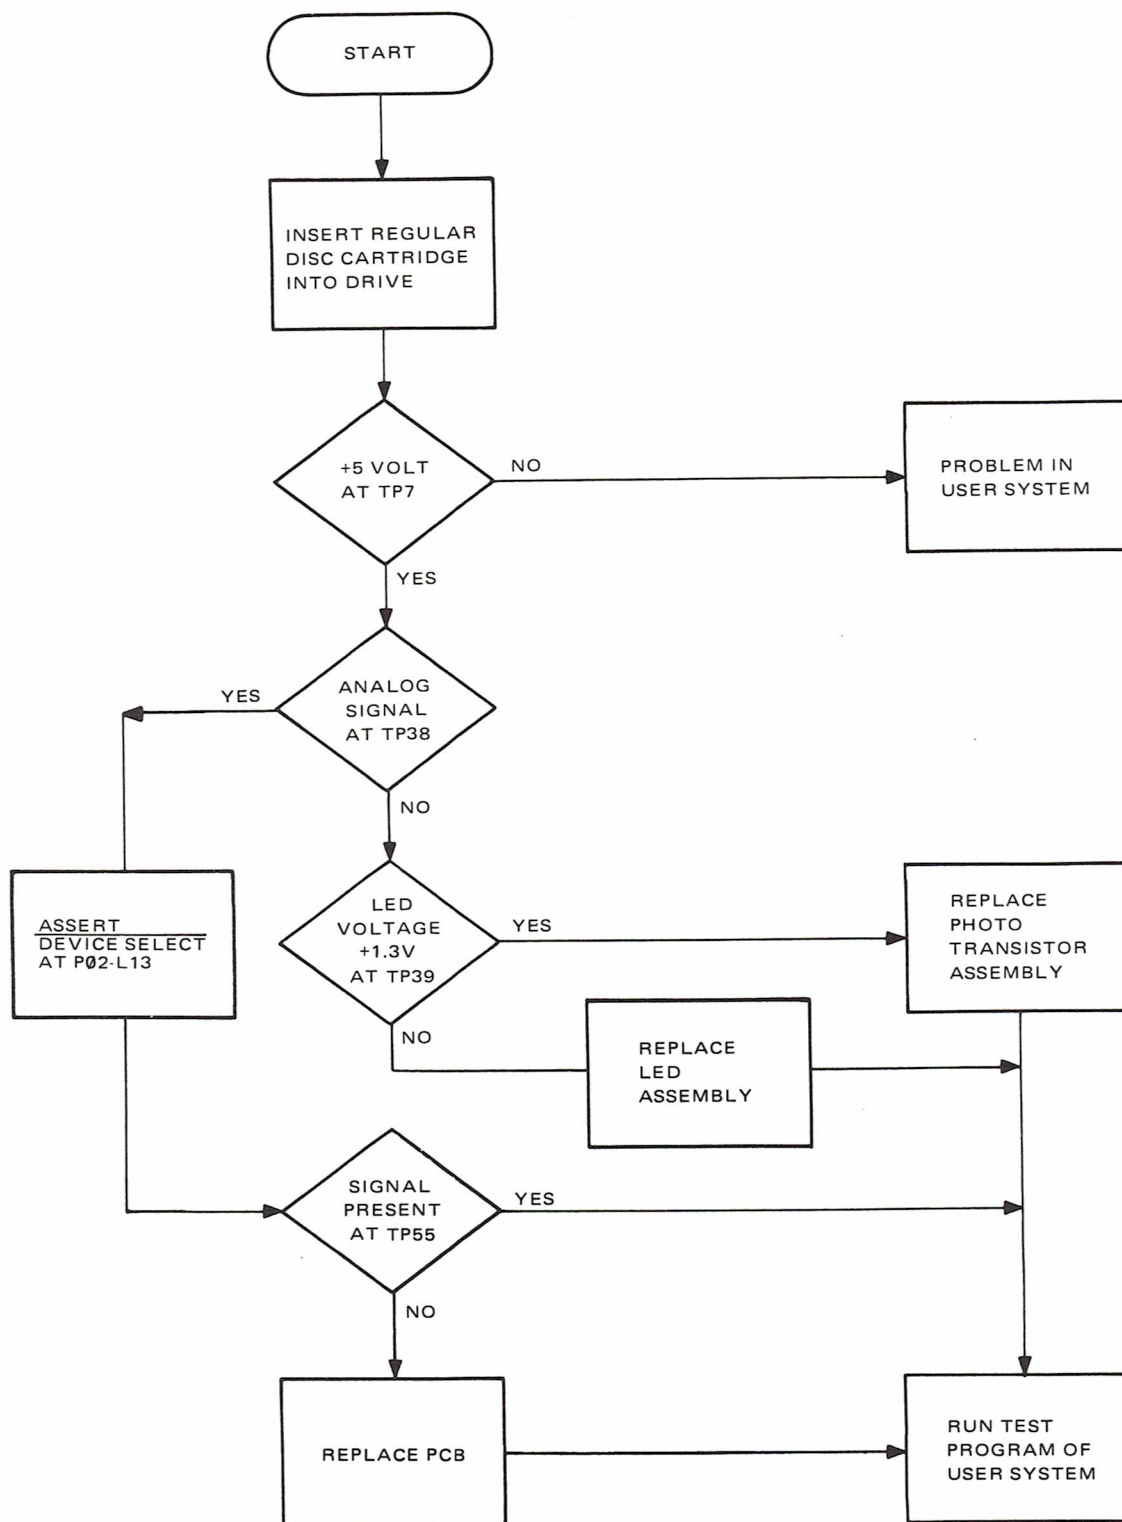 START
INSERT REGULAR
DISC CARTRIDGE
INTO DRIVE
+5 VOLT
AT TP7
NO
PROBLEM IN
USER SYSTEM
YES
ANALOG
SIGNAL
AT TP38
YES
NO
ASSERT
DEVICE SELECT
AT PØ2-L13
LED
VOLTAGE
+1.3V
AT TP39
YES
REPLACE
PHOTO
TRANSISTOR
ASSEMBLY
NO
REPLACE
LED
ASSEMBLY
SIGNAL
PRESENT
AT TP55
YES
NO
REPLACE PCB
RUN TEST
PROGRAM OF
USER SYSTEM